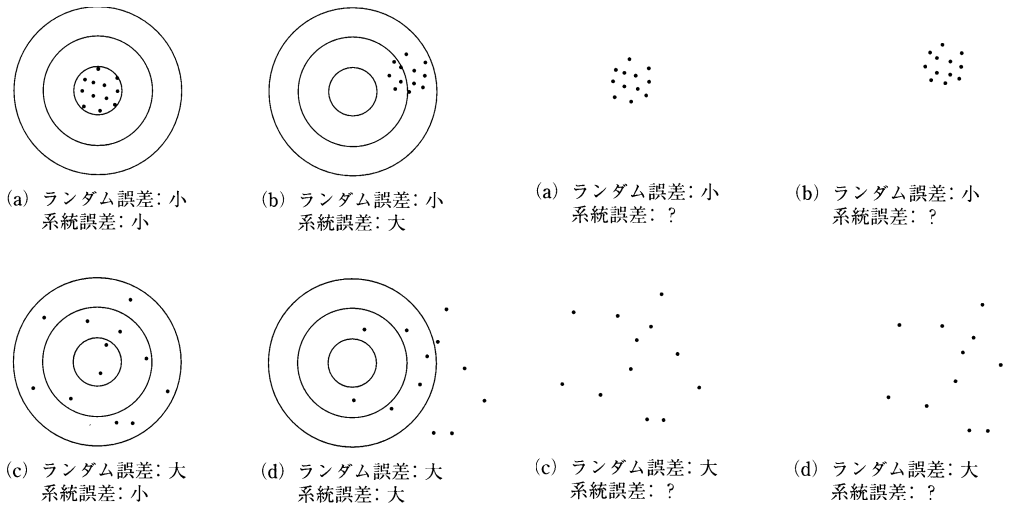 (a) ランダム誤差: 小
系統誤差: 小
(b) ランダム誤差: 小
系統誤差: 大
(a) ランダム誤差: 小
系統誤差: ?
(b) ランダム誤差: 小
系統誤差: ?
(c) ランダム誤差: 大
系統誤差: 小
(d) ランダム誤差: 大
系統誤差: 大
(c) ランダム誤差: 大
系統誤差: ?
(d) ランダム誤差: 大
系統誤差: ?